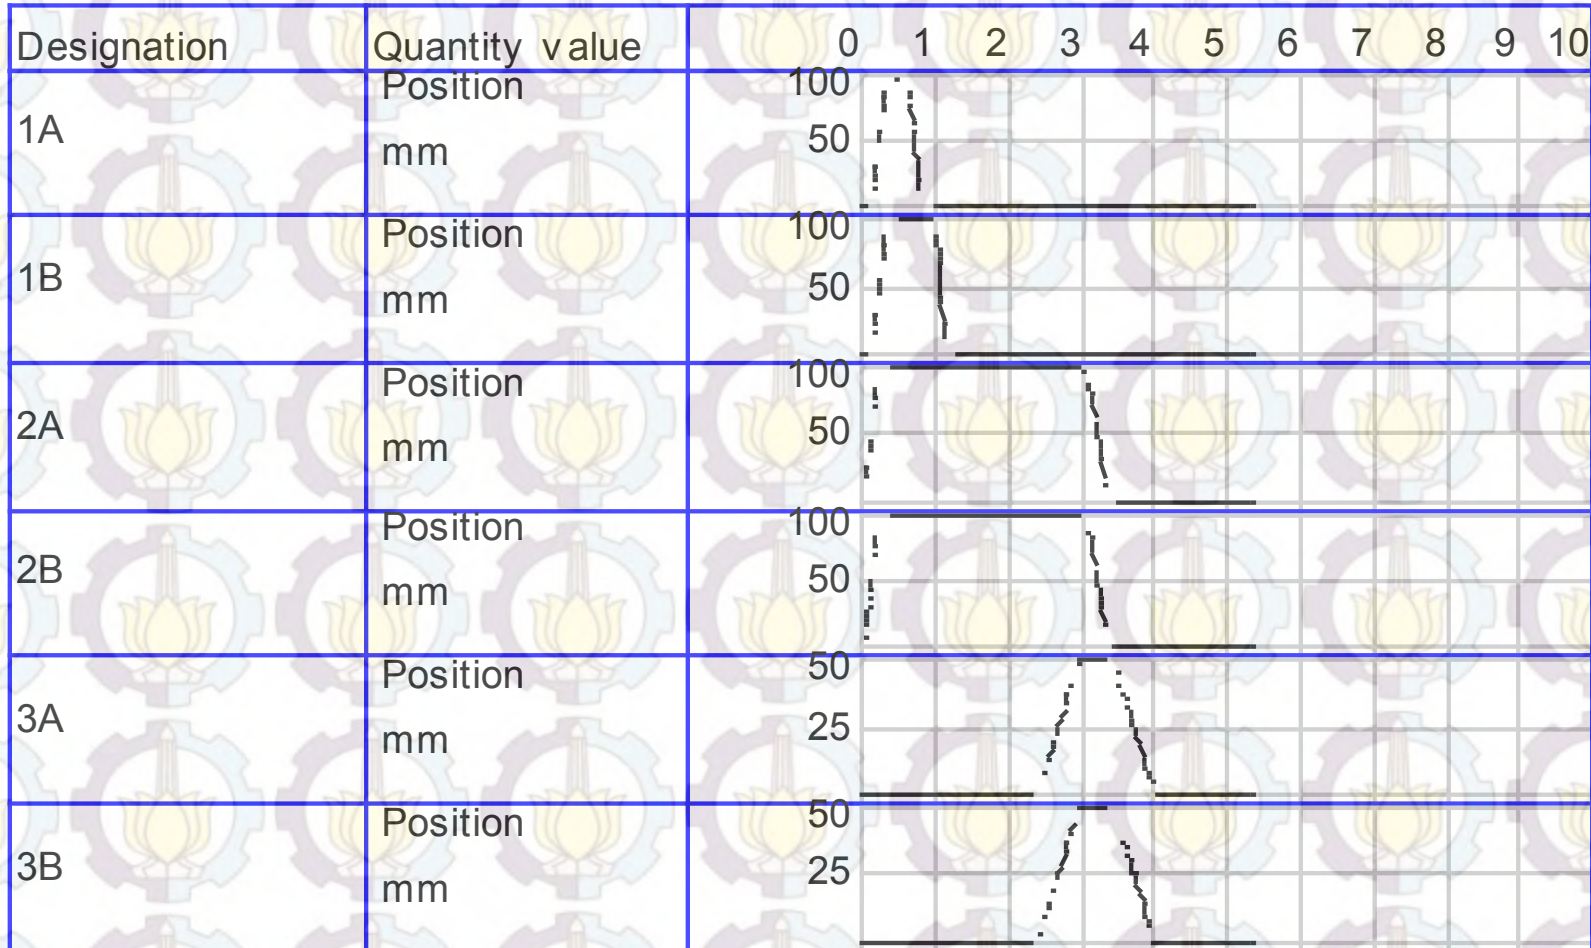 Designation Quantity value 0 1 2 3 4 5 6 7 8 9 10
Position 100
1A mm 50
Position 100
1B mm 50
Position 100
2A mm 50
Position 100
2B mm 50
Position 50
3A mm 25
Position 50
3B mm 25